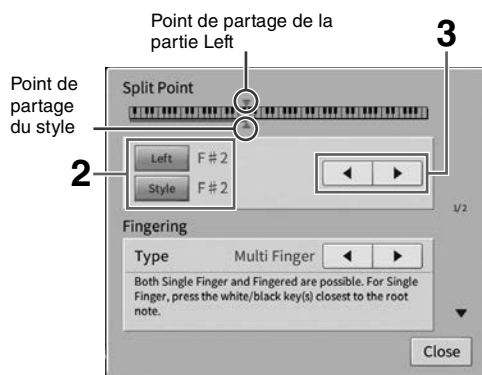 Point de partage de la
partie Left
3
Point de
partage
du style
Split Point
2
Left F♯2
Style F♯2
1/2
Fingering
Type Multi Finger
Both Single Finger and Fingered are possible. For Single
Finger, press the white/black key(s) closest to the root
note.
Close